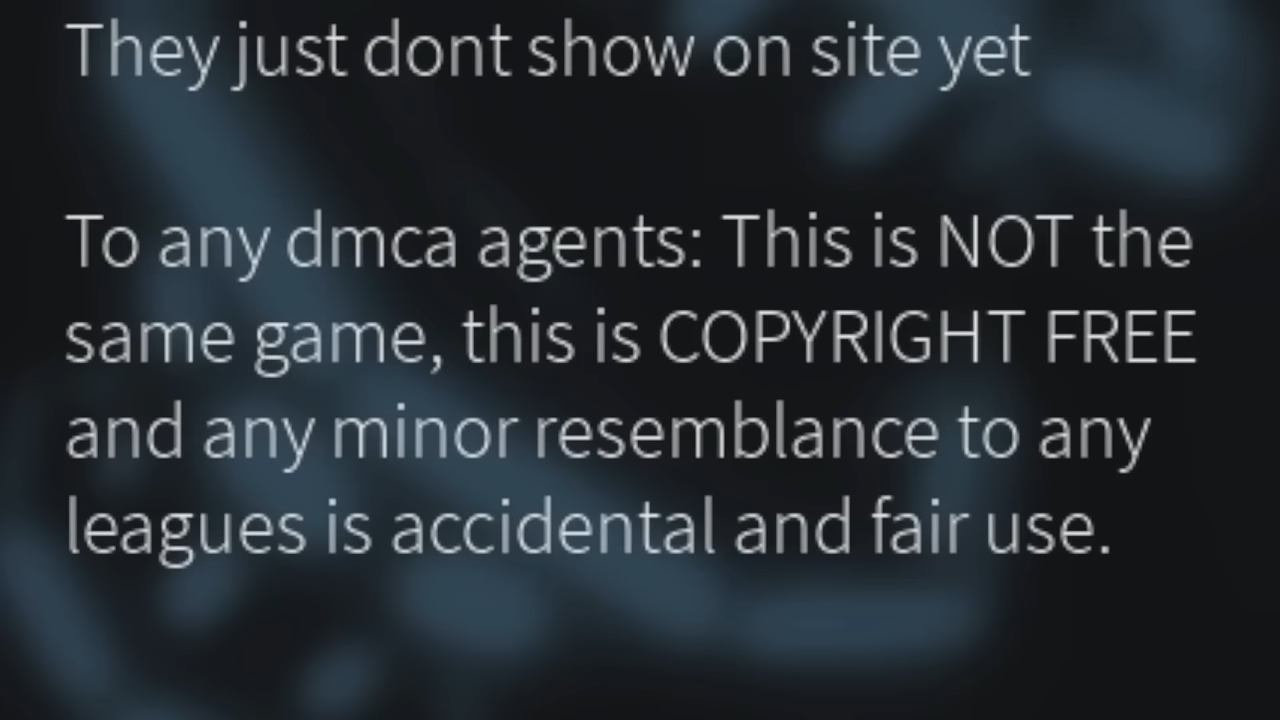 They just dont show on site yet
To any dmca agents: This is NOT the
same game, this is COPYRIGHT FREE
and any minor resemblance to any
leagues is accidental and fair use.